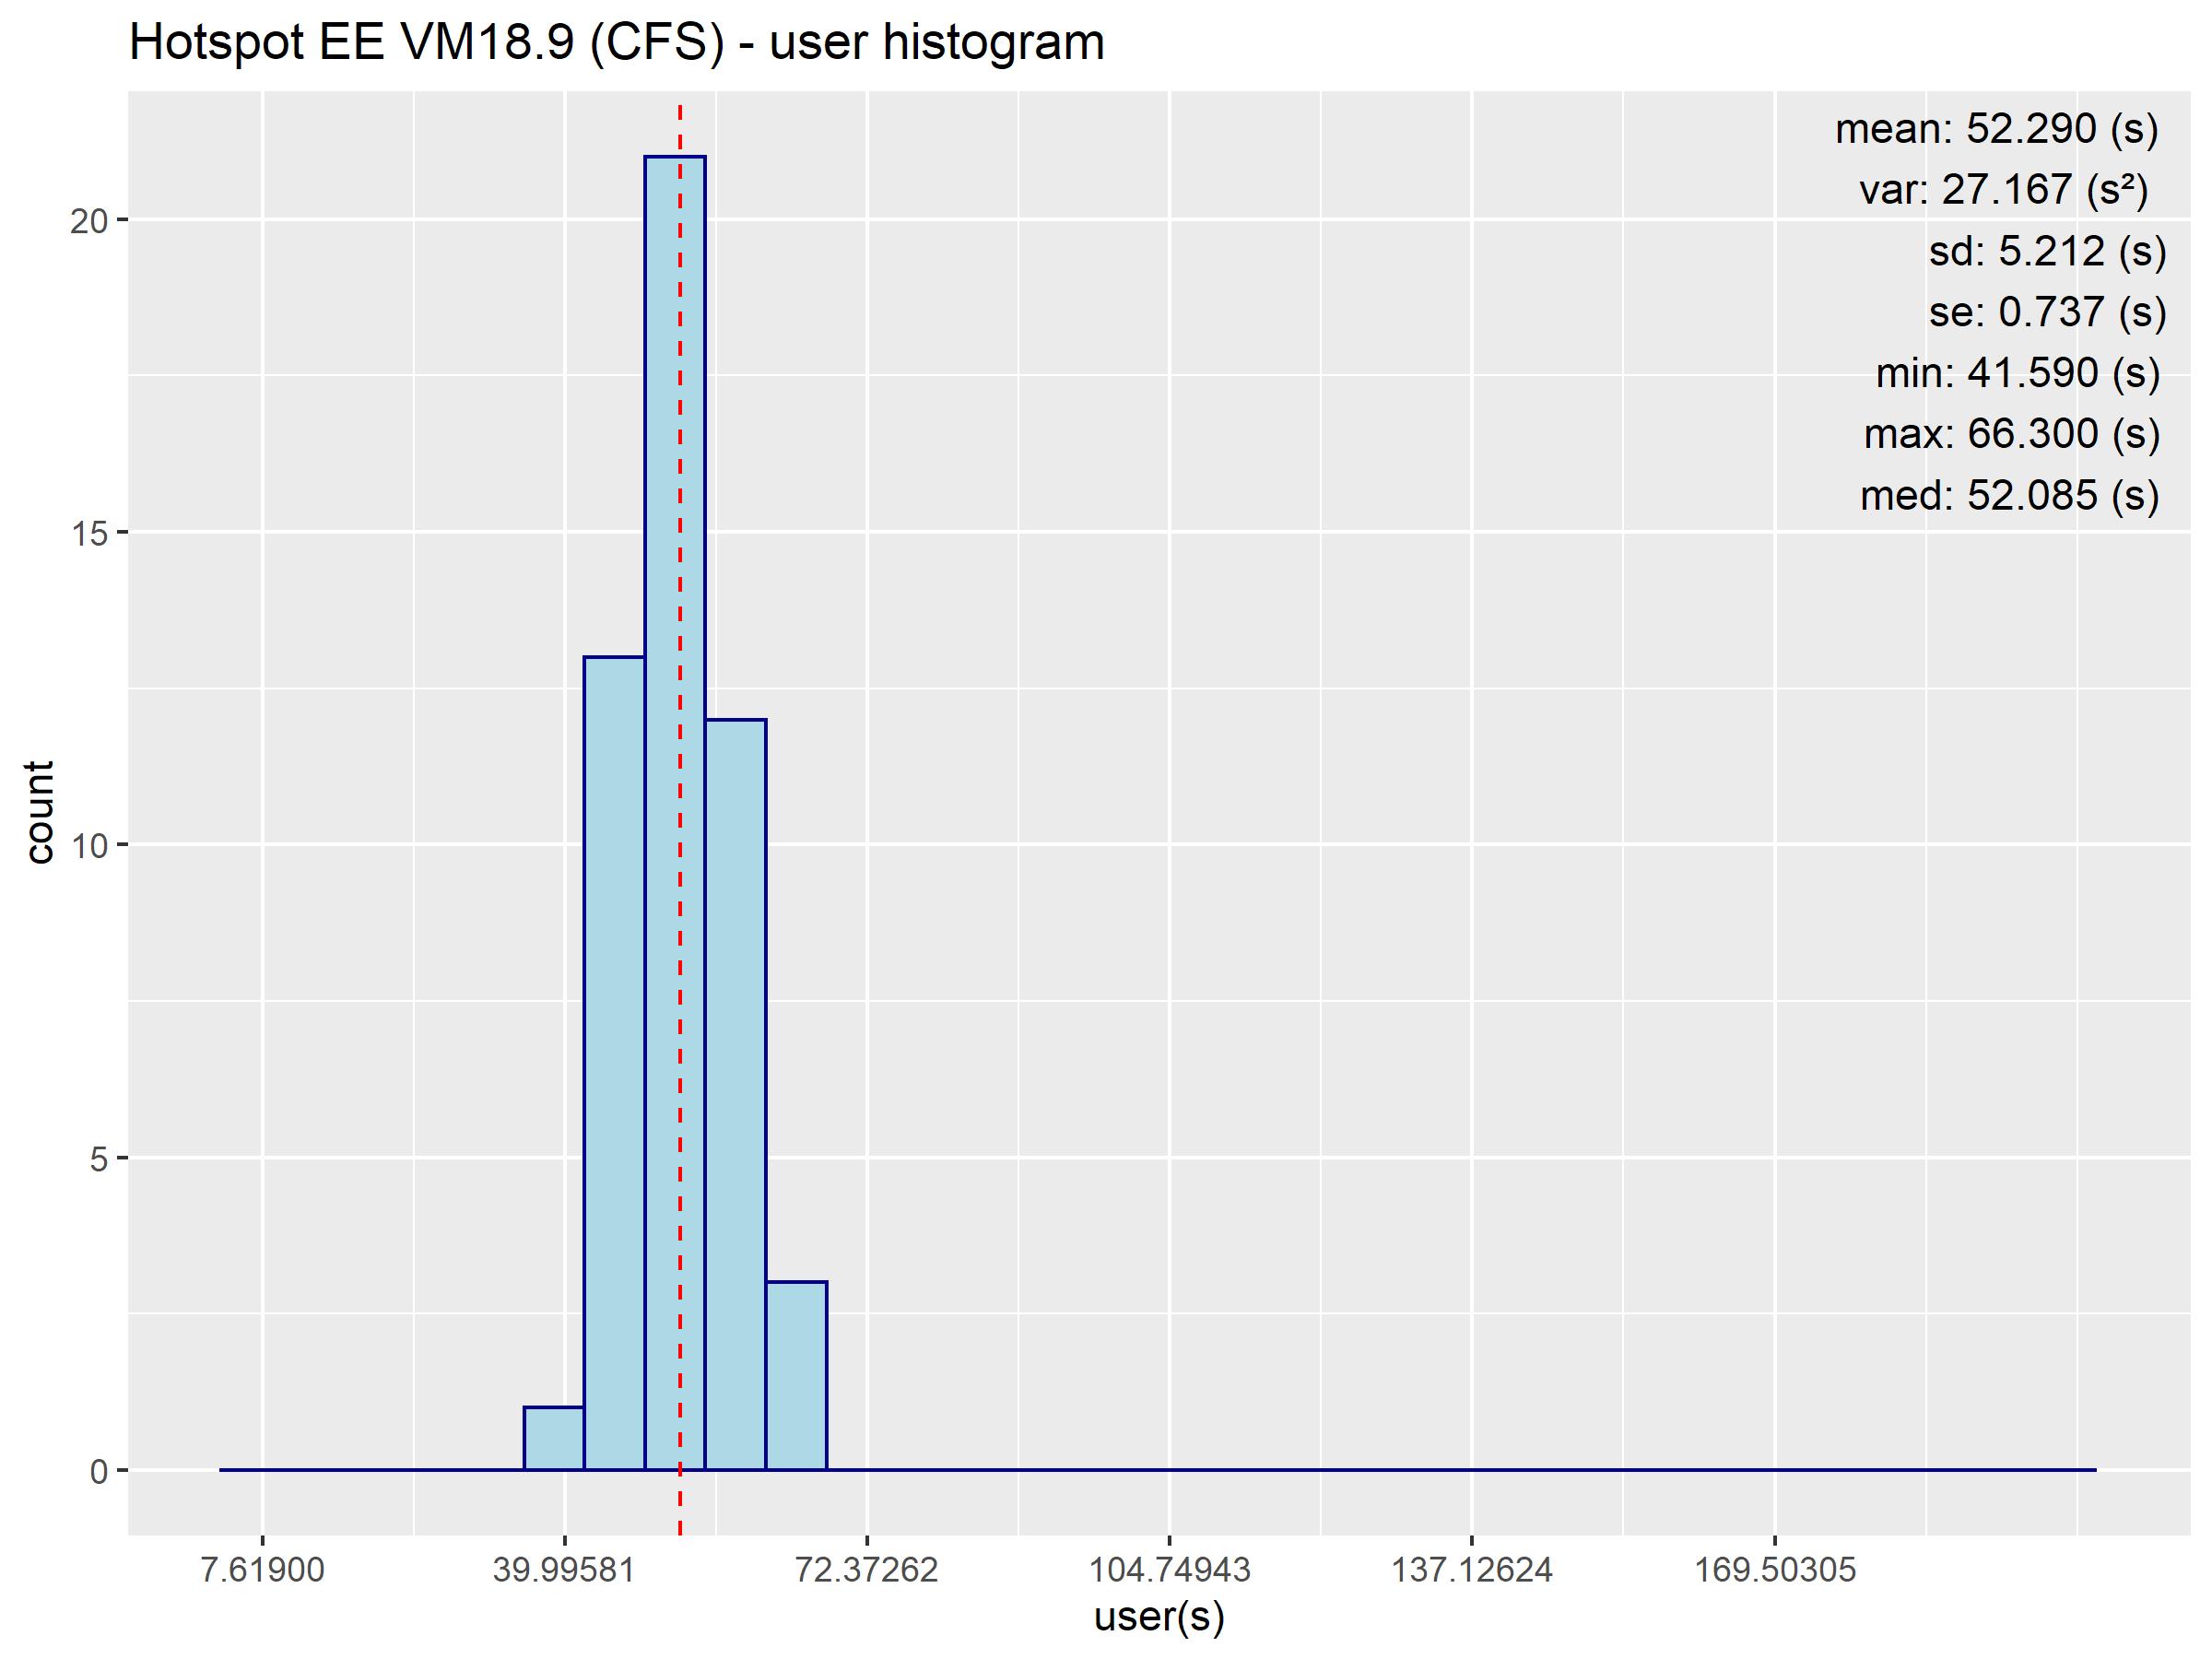 Hotspot EE VM18.9 (CFS) - user histogram
mean: 52.290 (s)
var: 27.167 (s²)
sd: 5.212 (s)
se: 0.737 (s)
min: 41.590 (s)
max: 66.300 (s)
med: 52.085 (s)
count
20
15
10
5
0
7.61900 39.99581 72.37262 104.74943 137.12624 169.50305
user(s)